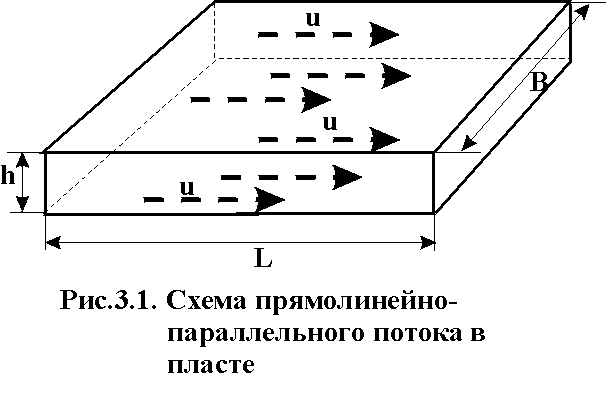 u
B
u
h
u
L
Рис.3.1. Схема прямолинейно-
параллельного потока в
пласте